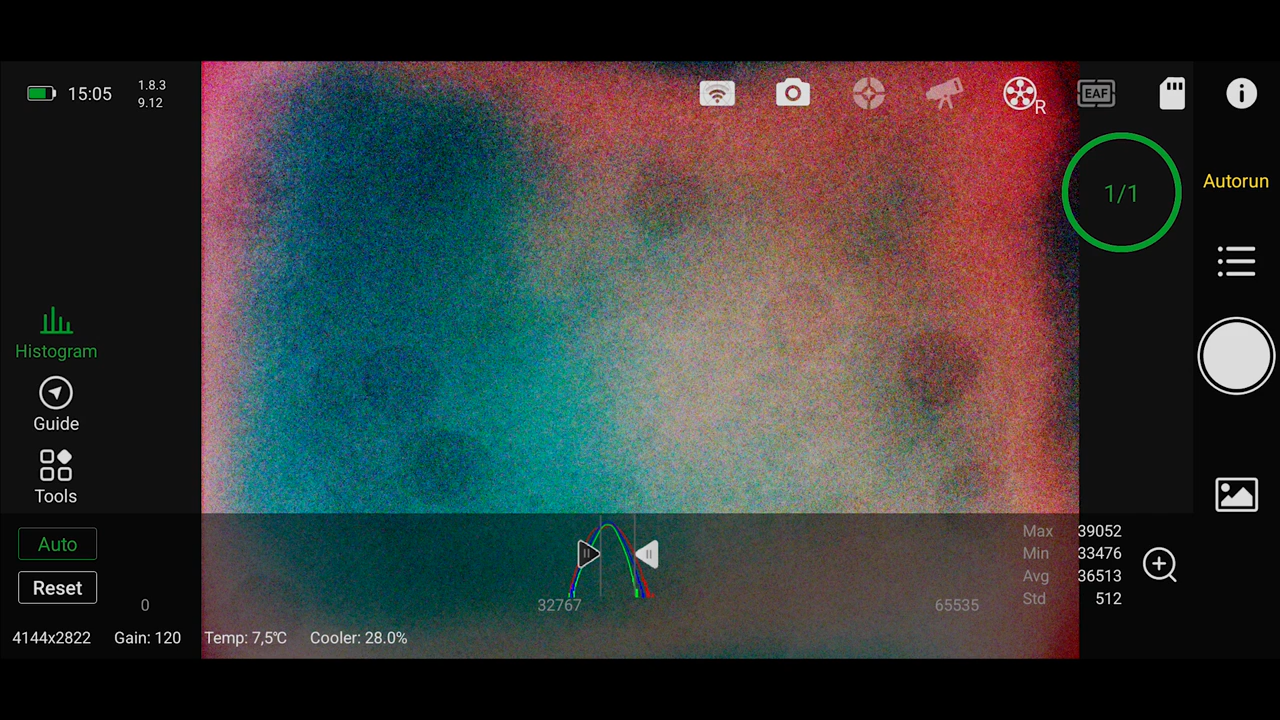 15:05
1.8.3
9.12
R
EAF
Autorun
1/1
Histogram
Guide
Tools
Auto
Reset
0
32767
65535
Max 39052
Min 33476
Avg 36513
Std 512
4144x2822 Gain: 120 Temp: 7,5℃ Cooler: 28.0%